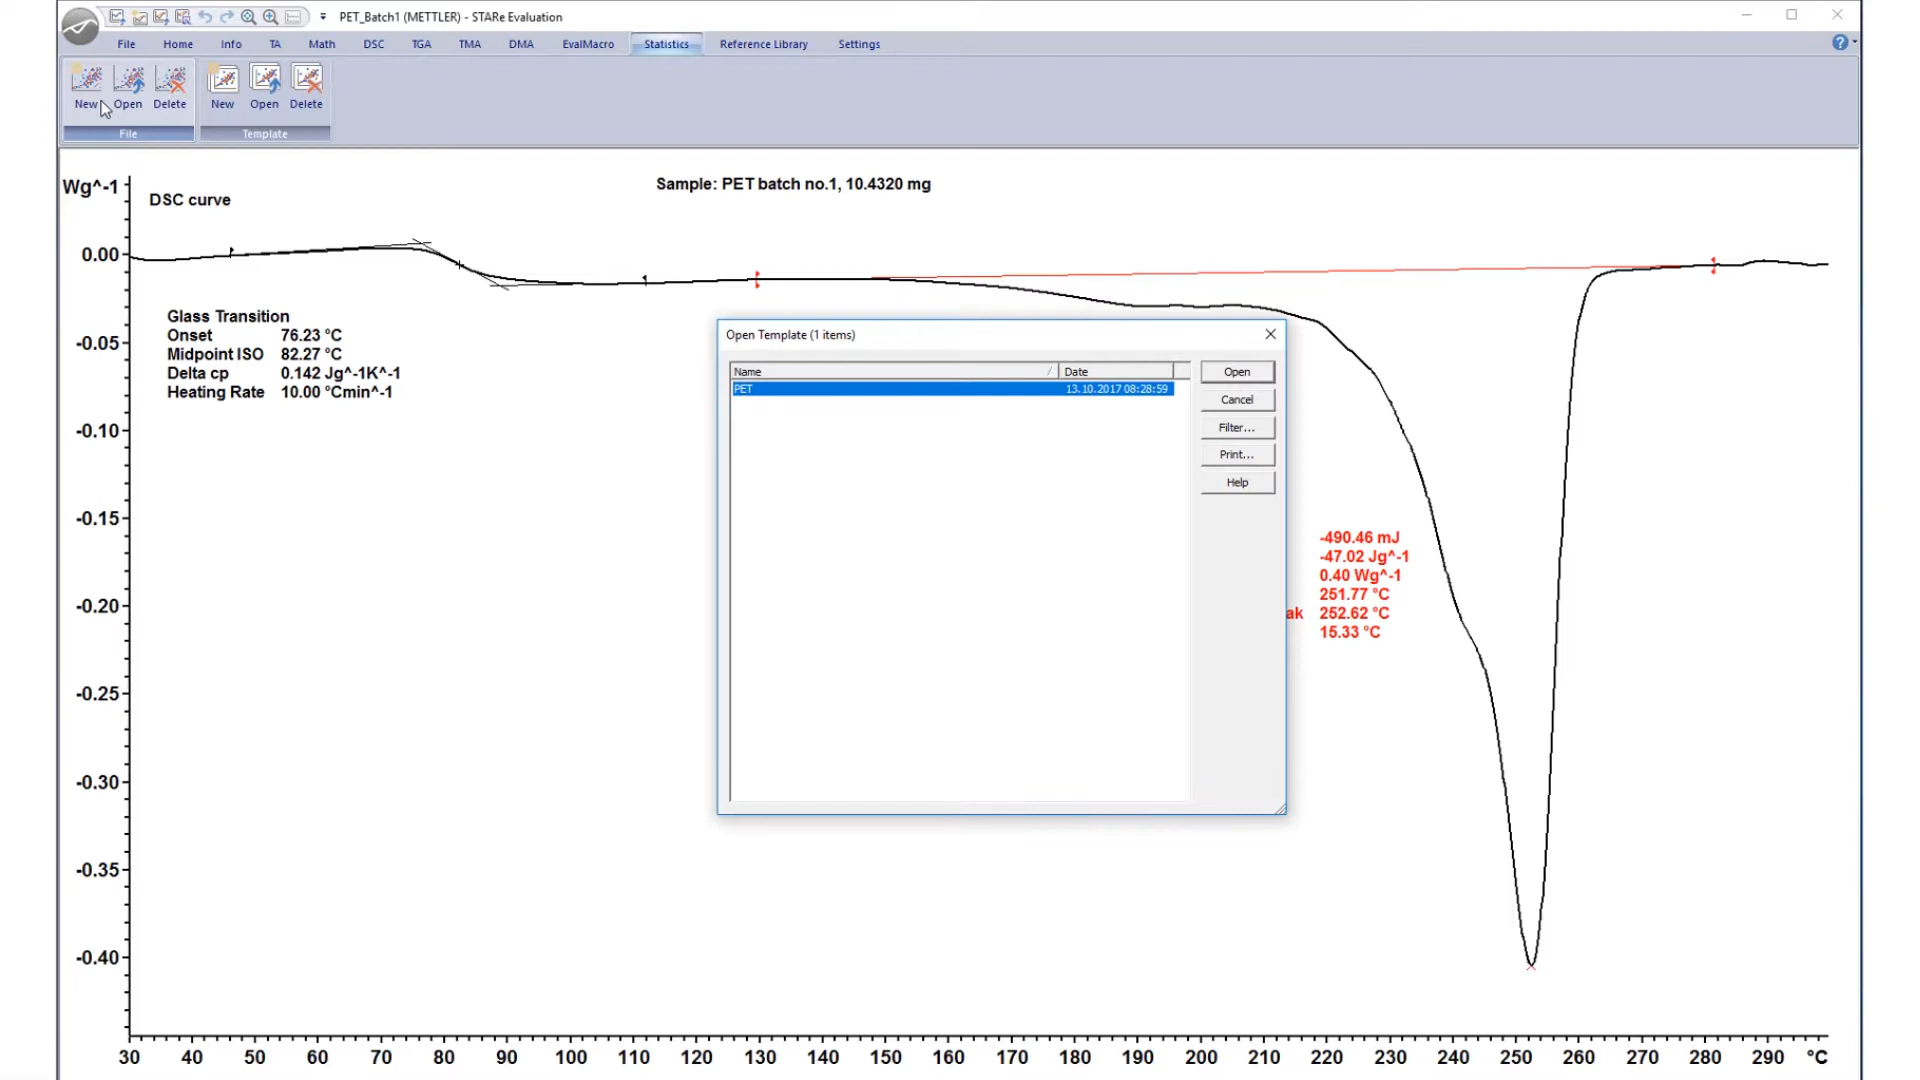 PET_Batch1 (METTLER) - STARe Evaluation
File Home Info TA Math DSC TGA TMA DMA EvalMacro Statistics Reference Library Settings
New Open Delete New Open Delete
File Template
Wg^-1
DSC curve
Sample: PET batch no.1, 10.4320 mg
0.00
-0.05
-0.10
-0.15
-0.20
-0.25
-0.30
-0.35
-0.40
Glass Transition
Onset 76.23 °C
Midpoint ISO 82.27 °C
Delta cp 0.142 Jg^-1K^-1
Heating Rate 10.00 °Cmin^-1
Open Template (1 items)
Name Date
PET 13.10.2017 08:28:59
Open
Cancel
Filter...
Print...
Help
-490.46 mJ
-47.02 Jg^-1
0.40 Wg^-1
251.77 °C
ak 252.62 °C
15.33 °C
30 40 50 60 70 80 90 100 110 120 130 140 150 160 170 180 190 200 210 220 230 240 250 260 270 280 290 °C